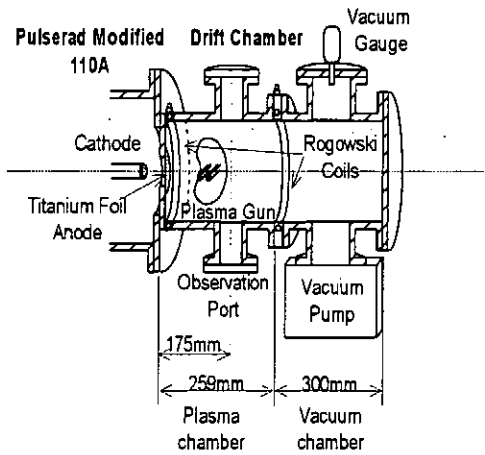 Pulserad Modified
110A
Drift Chamber
Vacuum
Gauge
Cathode
Rogowski
Coils
Titanium Foil
Anode
Plasma Gun
Observation
Port
Vacuum
Pump
175mm
259mm
300mm
Plasma
chamber
Vacuum
chamber